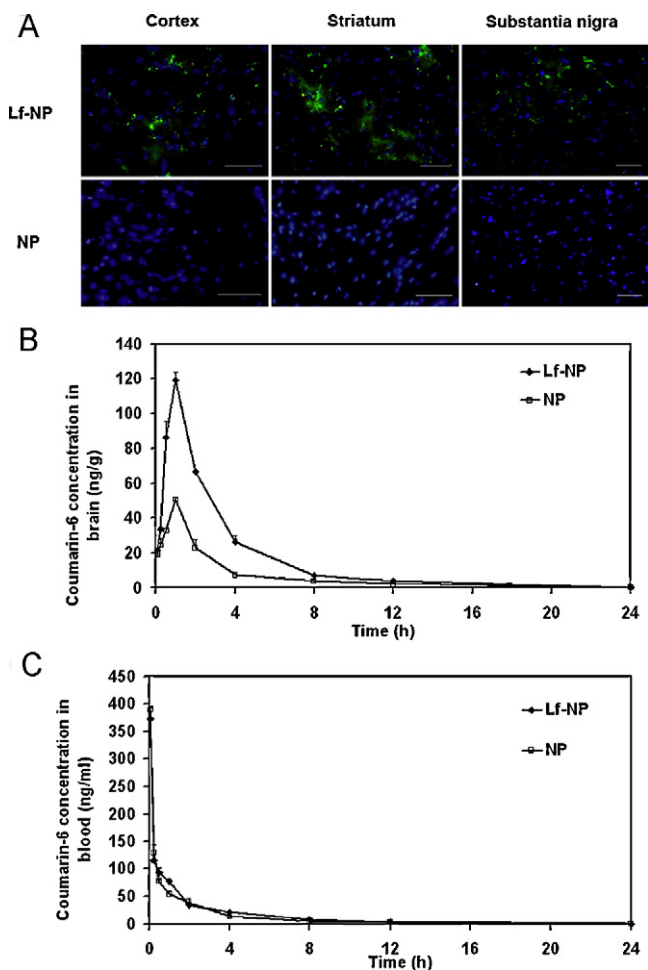 A
Cortex
Striatum
Substantia nigra
Lf-NP
NP
B
Coumarin-6 concentration in
brain (ng/g)
140
120
100
80
60
40
20
0
Lf-NP
NP
0 4 8 12 16 20 24
Time (h)
C
Coumarin-6 concentration in
blood (ng/ml)
450
400
350
300
250
200
150
100
50
0
Lf-NP
NP
0 4 8 12 16 20 24
Time (h)